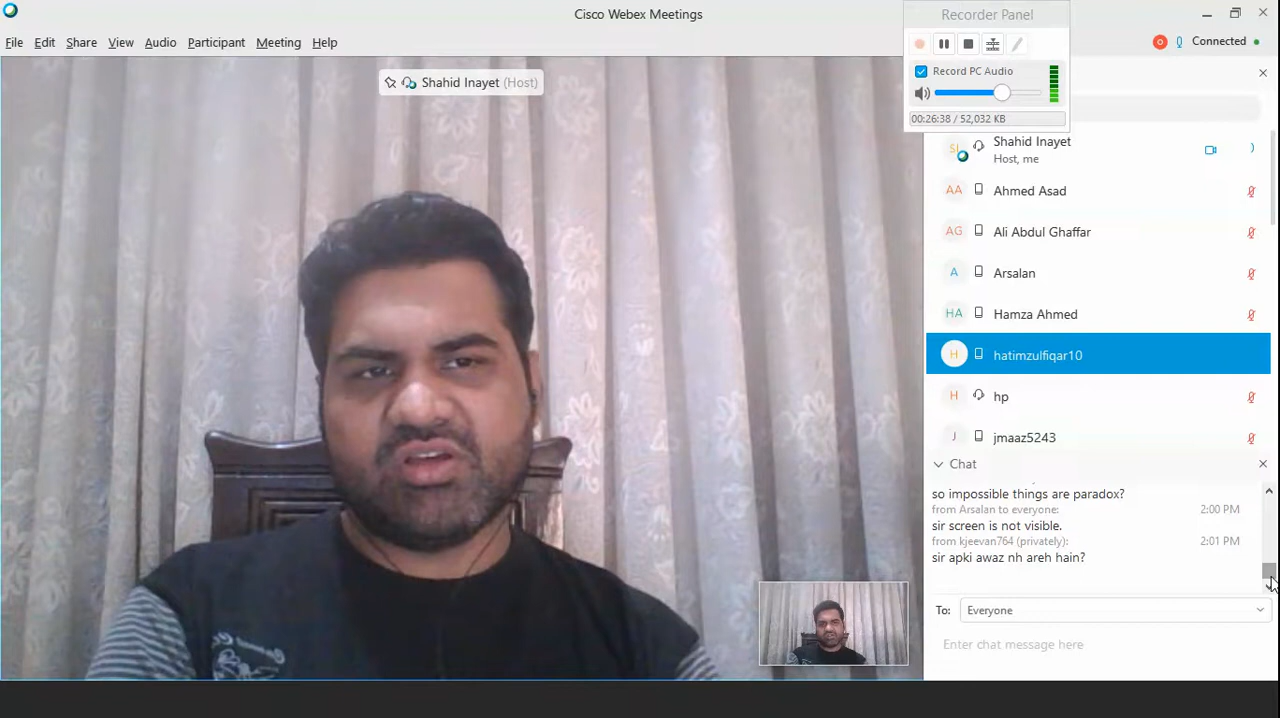 Cisco Webex Meetings
Recorder Panel
File Edit Share View Audio Participant Meeting Help
Connected
Record PC Audio
00:26:38 / 52,032 KB
Shahid Inayet (Host)
SI Shahid Inayet
Host, me
AA Ahmed Asad
AG Ali Abdul Ghaffar
A Arsalan
HA Hamza Ahmed
H hatimzulfiqar10
H hp
J jmaaz5243
Chat
so impossible things are paradox?
from Arsalan to everyone: 2:00 PM
sir screen is not visible.
from kjeevan764 (privately): 2:01 PM
sir apki awaz nh areh hain?
To: Everyone
Enter chat message here